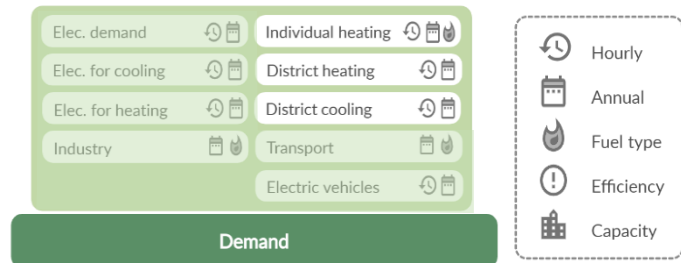 Elec. demand
Individual heating
Elec. for cooling
District heating
Elec. for heating
District cooling
Industry
Transport
Electric vehicles
Demand
Hourly
Annual
Fuel type
Efficiency
Capacity